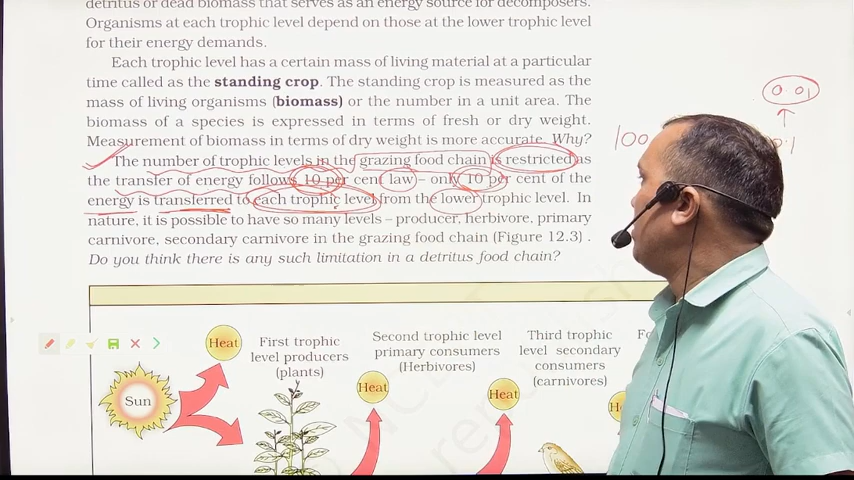 detritus or dead biomass that serves as an energy source for decomposers.
Organisms at each trophic level depend on those at the lower trophic level
for their energy demands.
Each trophic level has a certain mass of living material at a particular
time called as the standing crop. The standing crop is measured as the
mass of living organisms (biomass) or the number in a unit area. The
biomass of a species is expressed in terms of fresh or dry weight.
Measurement of biomass in terms of dry weight is more accurate. Why?
The number of trophic levels in the grazing food chain is restricted as
the transfer of energy follows 10 per cent law – only 10 per cent of the
energy is transferred to each trophic level from the lower trophic level. In
nature, it is possible to have so many levels – producer, herbivore, primary
carnivore, secondary carnivore in the grazing food chain (Figure 12.3) .
Do you think there is any such limitation in a detritus food chain?
0.01
100
Heat
First trophic
level producers
(plants)
Second trophic level
primary consumers
(Herbivores)
Third trophic
level secondary
consumers
(carnivores)
Sun
Heat
Heat